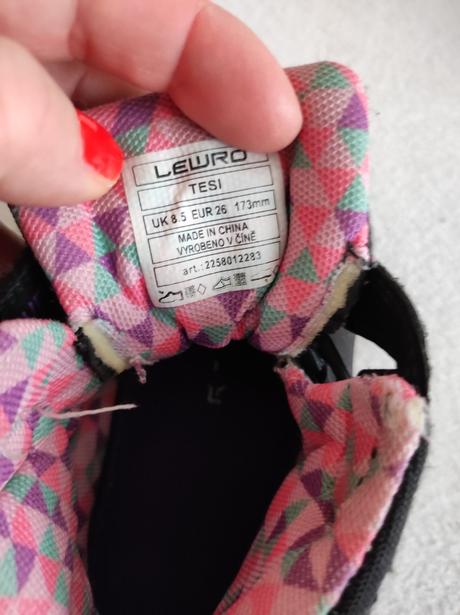 LEWRO
TESI
UK 8.5 EUR 26 173mm
MADE IN CHINA
VYROBENO V ČÍNĚ
art.: 2258012283